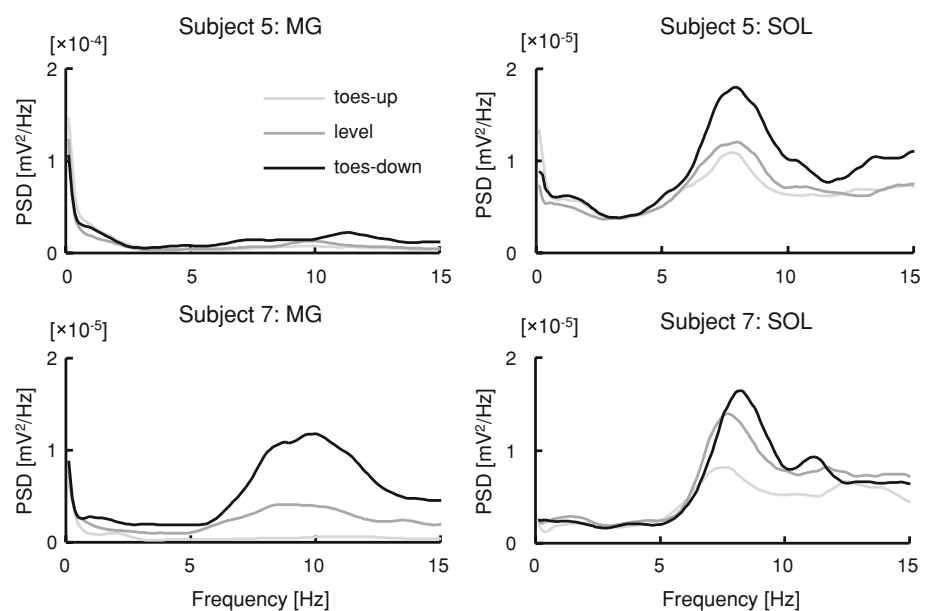 Subject 5: MG
[×10-4]
2
1
0
PSD [mV2/Hz]
toes-up
level
toes-down
0 5 10 15
Subject 5: SOL
[×10-5]
2
1
0
PSD [mV2/Hz]
0 5 10 15
Subject 7: MG
[×10-5]
2
1
0
PSD [mV2/Hz]
0 5 10 15
Frequency [Hz]
Subject 7: SOL
[×10-5]
2
1
0
PSD [mV2/Hz]
0 5 10 15
Frequency [Hz]